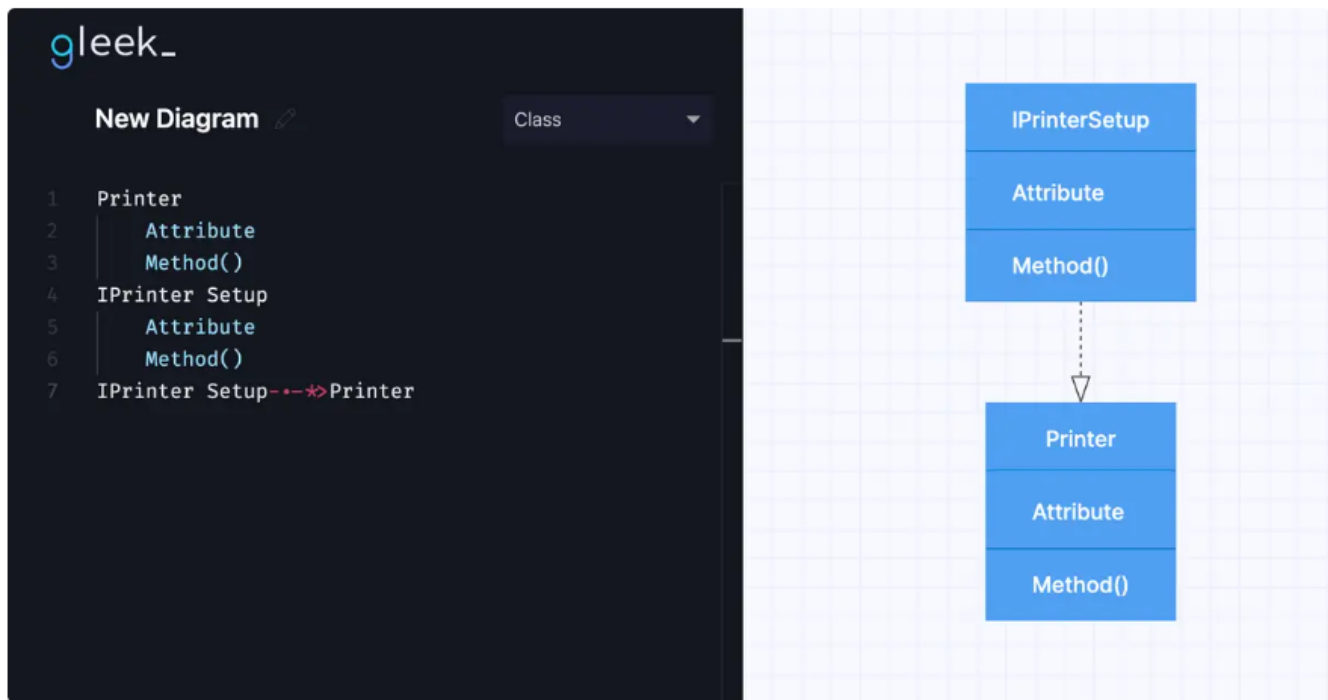 gleek_
New Diagram
Class
1 Printer
2 Attribute
3 Method()
4 IPrinter Setup
5 Attribute
6 Method()
7 IPrinter Setup-•-*>Printer
IPrinterSetup
Attribute
Method()
Printer
Attribute
Method()